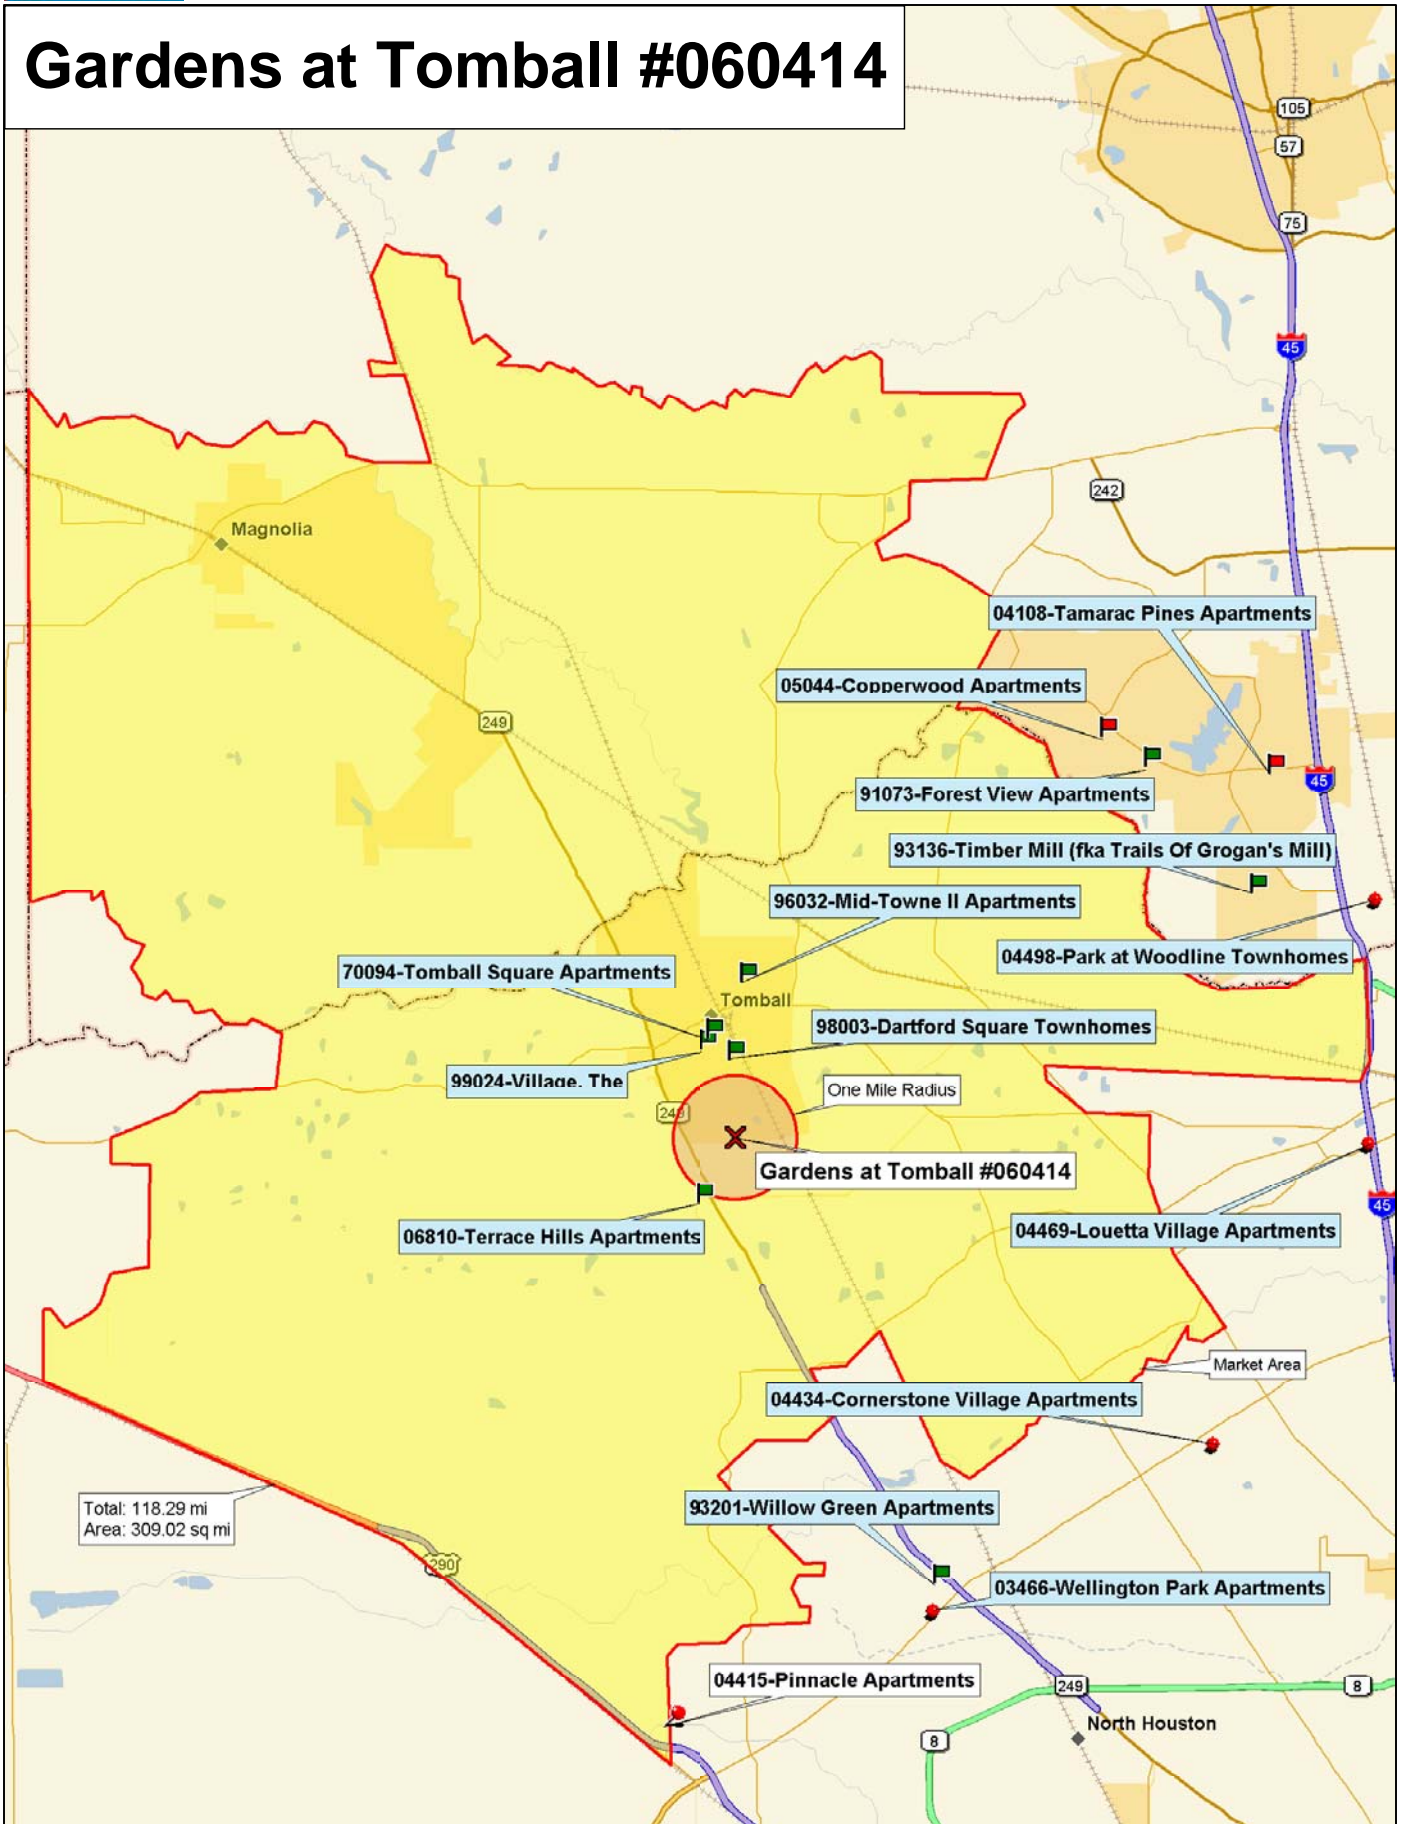 Gardens at Tomball #060414
105
57
75
45
242
Magnolia
04108-Tamarac Pines Apartments
05044-Copperwood Apartments
249
45
91073-Forest View Apartments
93136-Timber Mill (fka Trails Of Grogan's Mill)
96032-Mid-Towne II Apartments
04498-Park at Woodline Townhomes
70094-Tomball Square Apartments
Tomball
98003-Dartford Square Townhomes
99024-Village, The
One Mile Radius
249
Gardens at Tomball #060414
45
06810-Terrace Hills Apartments
04469-Louetta Village Apartments
Market Area
04434-Cornerstone Village Apartments
Total: 118.29 mi
Area: 309.02 sq mi
93201-Willow Green Apartments
290
03466-Wellington Park Apartments
04415-Pinnacle Apartments
249
8
North Houston
8